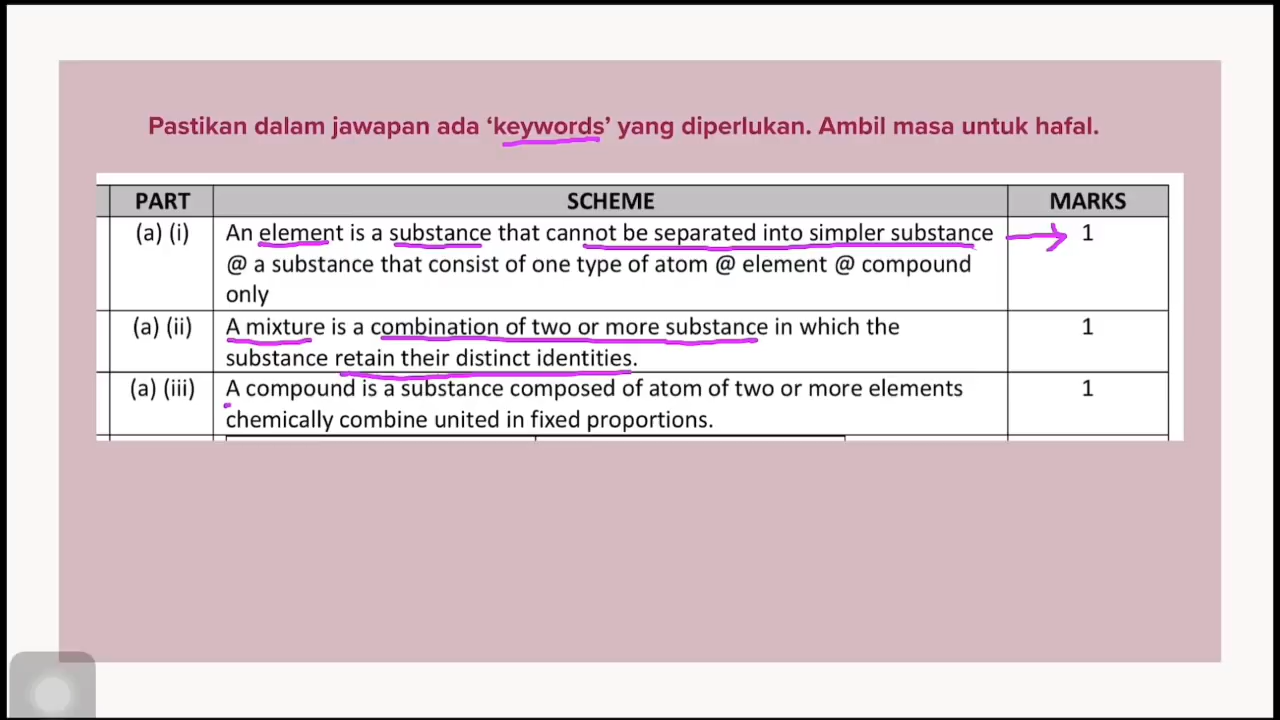 Pastikan dalam jawapan ada ‘keywords’ yang diperlukan. Ambil masa untuk hafal.
PART SCHEME MARKS
(a) (i) An element is a substance that cannot be separated into simpler substance 1
@ a substance that consist of one type of atom @ element @ compound
only
(a) (ii) A mixture is a combination of two or more substance in which the 1
substance retain their distinct identities.
(a) (iii) A compound is a substance composed of atom of two or more elements 1
chemically combine united in fixed proportions.